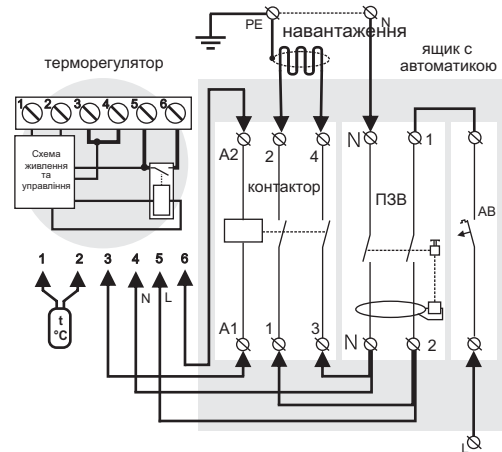 PE
N
навантаження
ящик с
автоматикою
терморегулятор
1 2 3 4 5 6
Схема
живлення
та
управління
A2 2 4 N 1
контактор
ПЗВ
АВ
1 2 3 4 5 6
N L
t
°C
A1 1 3 N 2
L